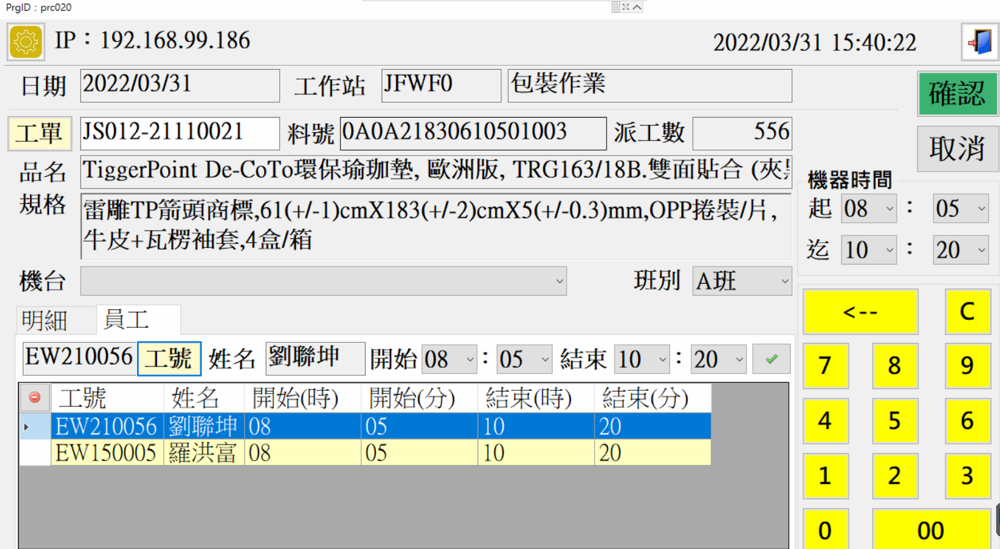 PrgID : prc020
IP：192.168.99.186
2022/03/31 15:40:22
日期 2022/03/31 工作站 JFWF0 包裝作業
確認
工單 JS012-21110021 料號 0A0A21830610501003 派工數 556
取消
品名 TiggerPoint De-CoTo環保瑜珈墊, 歐洲版, TRG163/18B.雙面貼合 (夾
規格 雷雕TP箭頭商標,61(+/-1)cmX183(+/-2)cmX5(+/-0.3)mm,OPP捲裝/片,
牛皮+瓦楞袖套,4盒/箱
機器時間
起 08 : 05
迄 10 : 20
機台 班別 A班
明細 員工
EW210056 工號 姓名 劉聯坤 開始 08 : 05 結束 10 : 20
工號 姓名 開始(時) 開始(分) 結束(時) 結束(分)
EW210056 劉聯坤 08 05 10 20
EW150005 羅洪富 08 05 10 20
<-- C
7 8 9
4 5 6
1 2 3
0 00